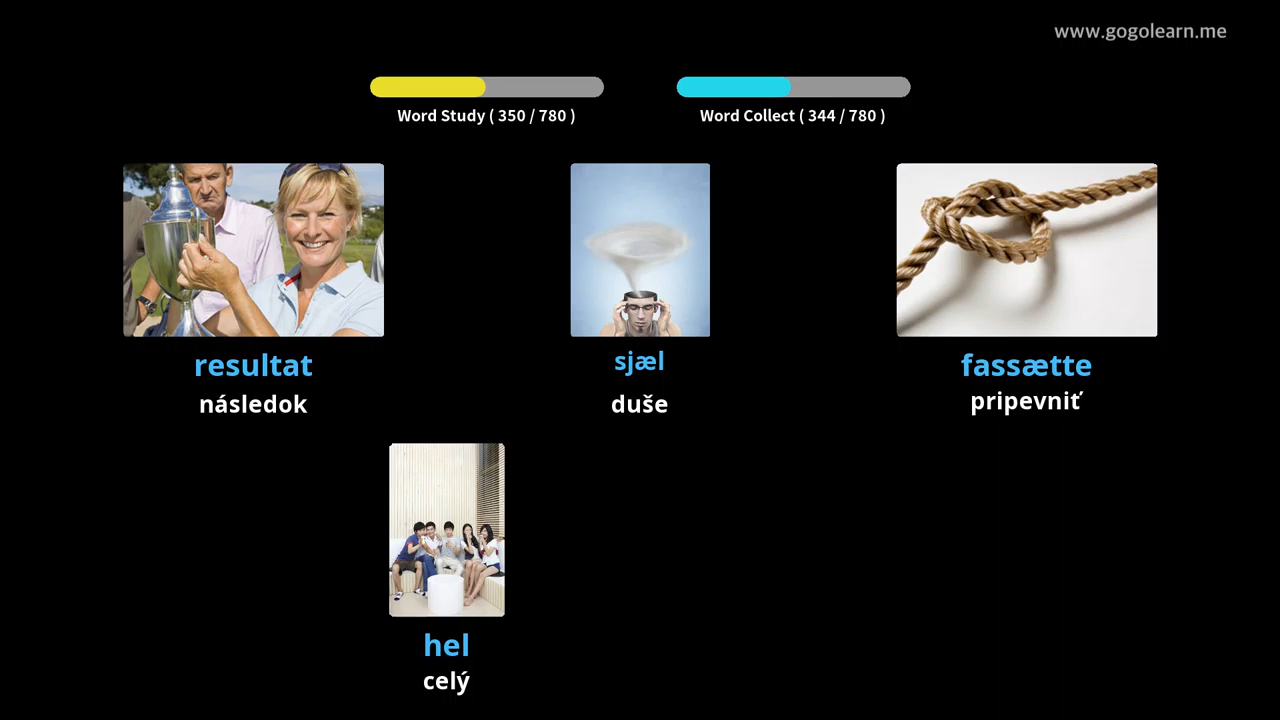 www.gogolearn.me
Word Study ( 350 / 780 )
Word Collect ( 344 / 780 )
resultat
následok
sjæl
duše
fassætte
pripevniť
hel
celý